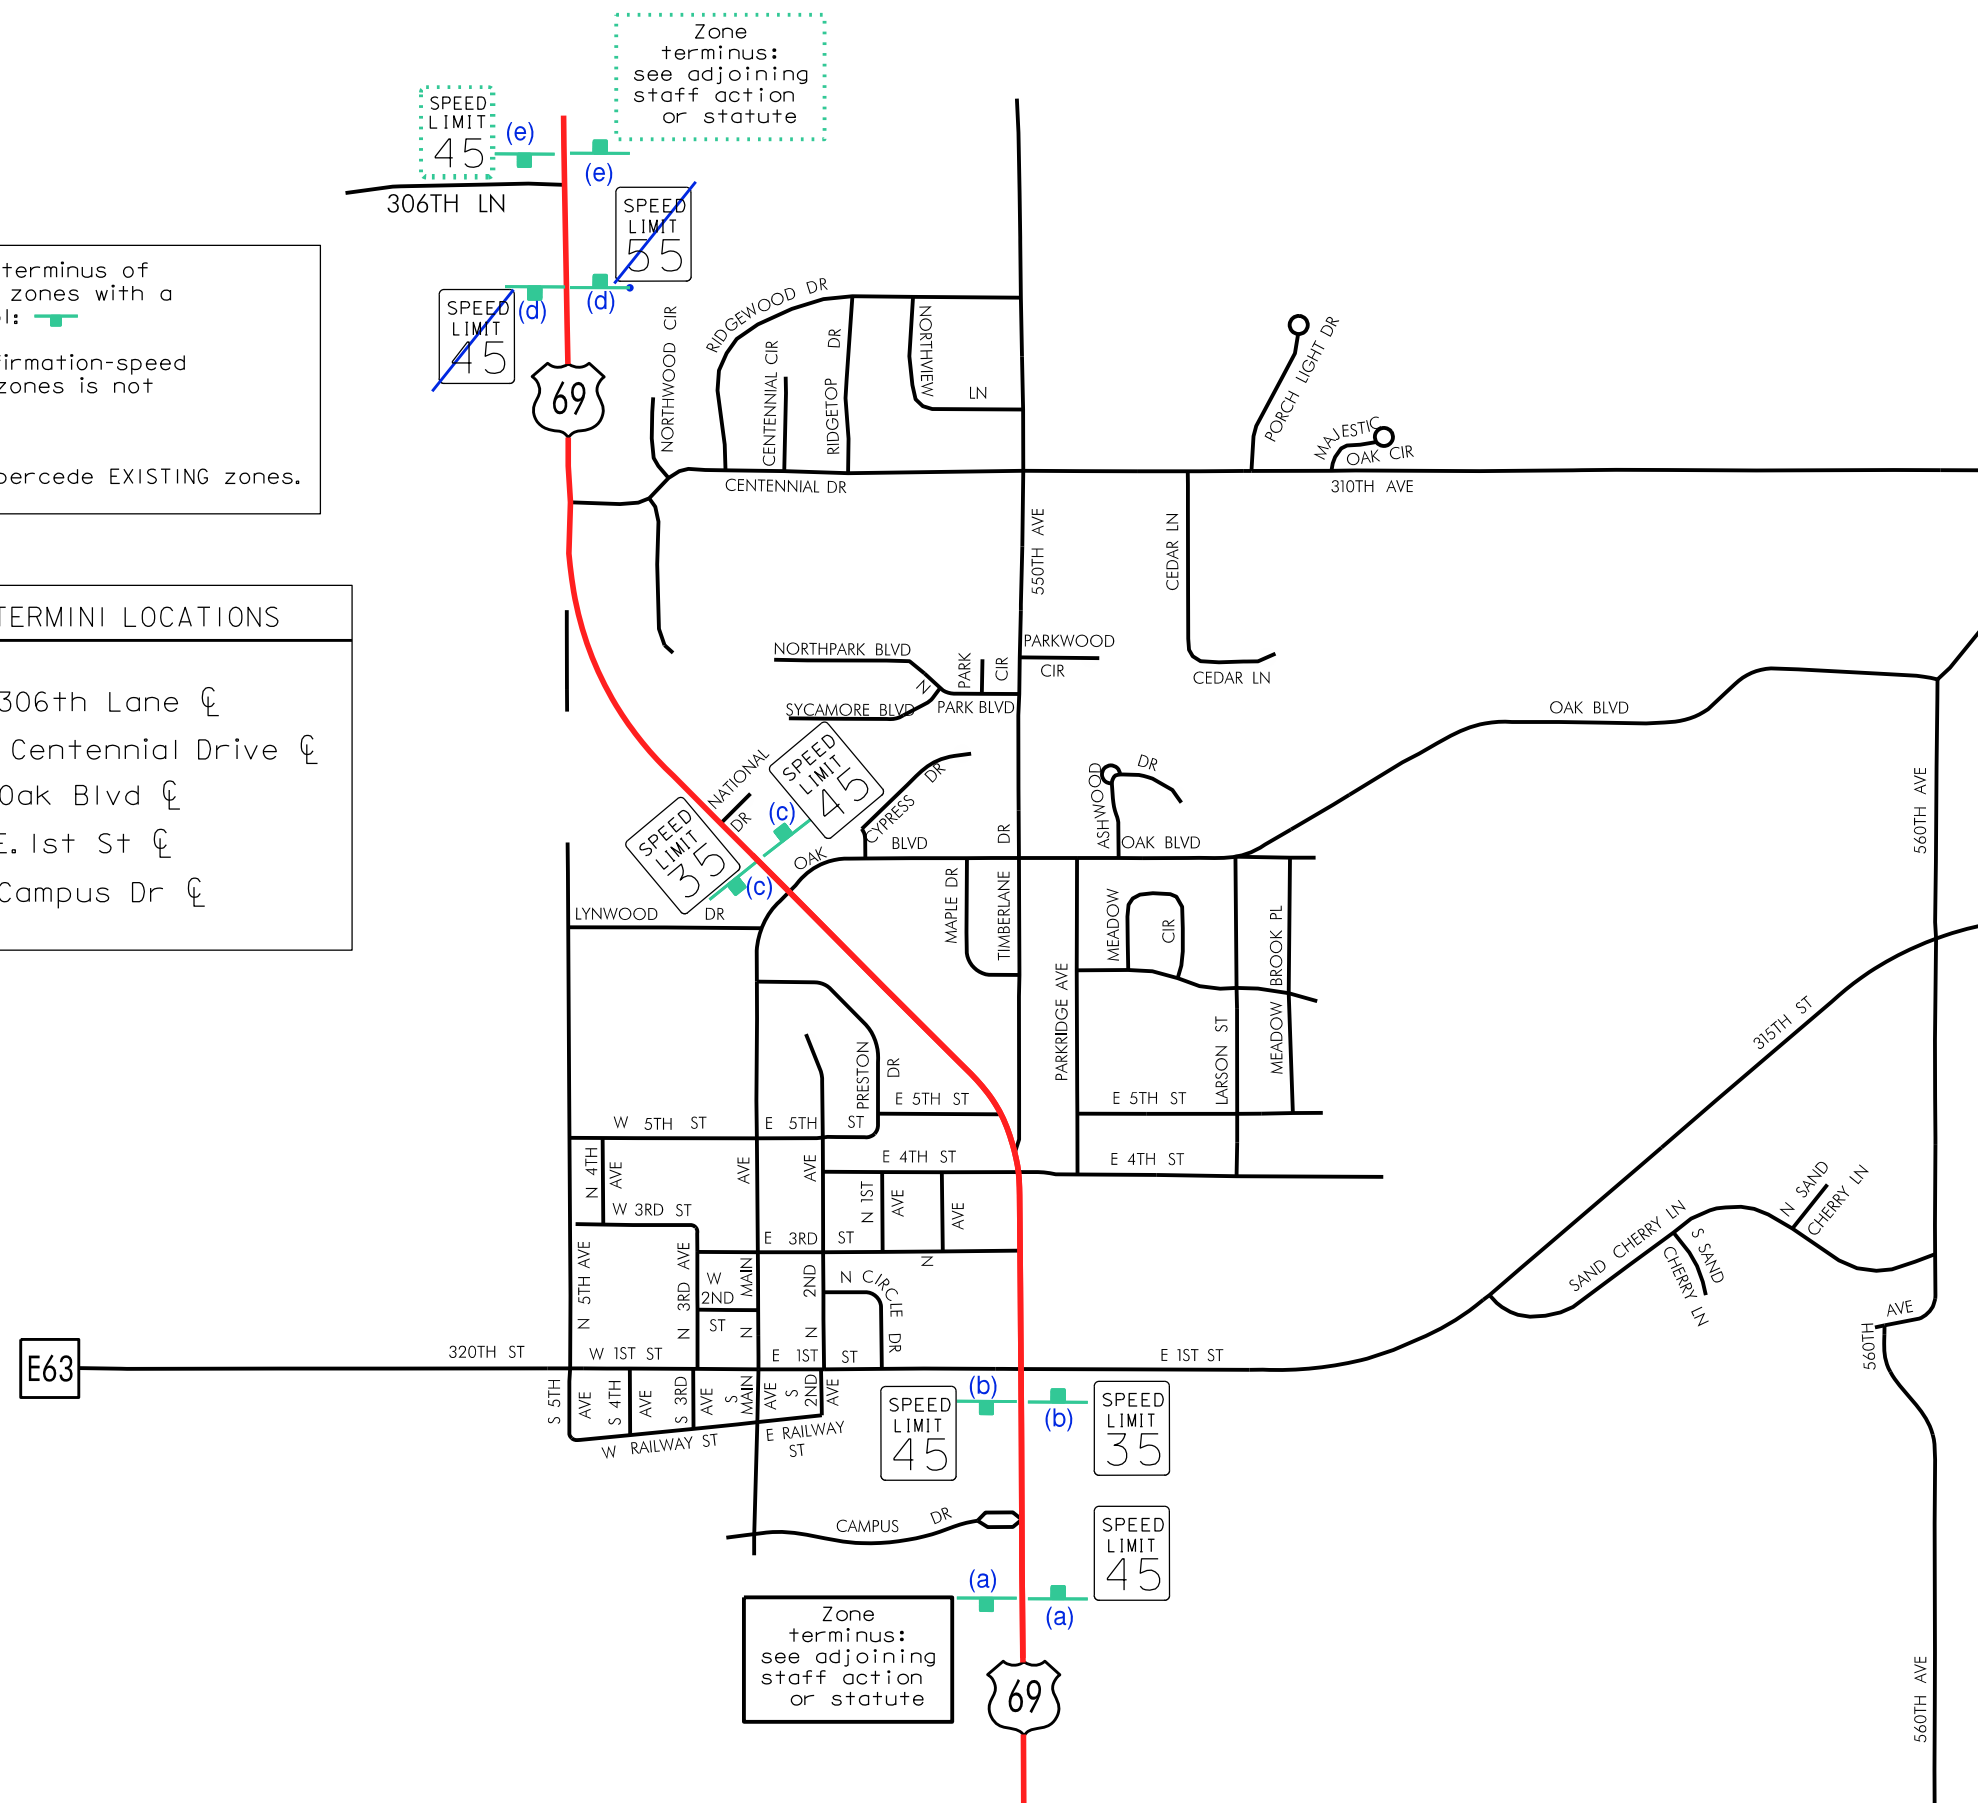 Zone
terminus:
see adjoining
staff action
or statute
SPEED
LIMIT
45
(e)
(e)
306TH LN
SPEED
LIMIT
55
(d)
(d)
SPEED
LIMIT
45
69
terminus of
zones with a
firmation-speed
zones is not
percede EXISTING zones.
TERMINI LOCATIONS
306th Lane ℄
Centennial Drive ℄
Oak Blvd ℄
E. 1st St ℄
Campus Dr ℄
NORTHWOOD CIR
RIDGEWOOD DR
CENTENNIAL CIR
RIDGETOP DR
NORTHVIEW
LN
CENTENNIAL DR
PORCH LIGHT DR
MAJESTIC
OAK CIR
310TH AVE
550TH AVE
CEDAR LN
CEDAR LN
NORTHPARK BLVD
PARK
CIR
PARKWOOD
CIR
N
PARK BLVD
SYCAMORE BLVD
OAK BLVD
NATIONAL
DR
SPEED
LIMIT
45
(c)
SPEED
LIMIT
35
(c)
CYPRESS DR
OAK
BLVD
ASHWOOD
DR
OAK BLVD
560TH AVE
LYNWOOD DR
MAPLE DR
TIMBERLANE DR
MEADOW
CIR
PARKRIDGE AVE
LARSON ST
MEADOW BROOK PL
315TH ST
PRESTON
DR
E 5TH ST
E 5TH ST
W 5TH ST
E 5TH ST
E 4TH ST
E 4TH ST
N 4TH
AVE
W 3RD ST
E 3RD ST
N 1ST
AVE
N
AVE
N 5TH AVE
N 3RD AVE
W
2ND
ST
N MAIN AVE
N 2ND AVE
N CIRCLE DR
SAND CHERRY LN
S SAND
CHERRY LN
N SAND
CHERRY LN
560TH
AVE
E63
320TH ST
W 1ST ST
E 1ST ST
E 1ST ST
S 5TH
AVE
S 4TH
AVE
S 3RD
AVE
S
MAIN
AVE
S
2ND
AVE
W RAILWAY ST
E RAILWAY
ST
(b)
SPEED
LIMIT
45
(b)
SPEED
LIMIT
35
CAMPUS DR
SPEED
LIMIT
45
(a)
(a)
Zone
terminus:
see adjoining
staff action
or statute
69
560TH AVE